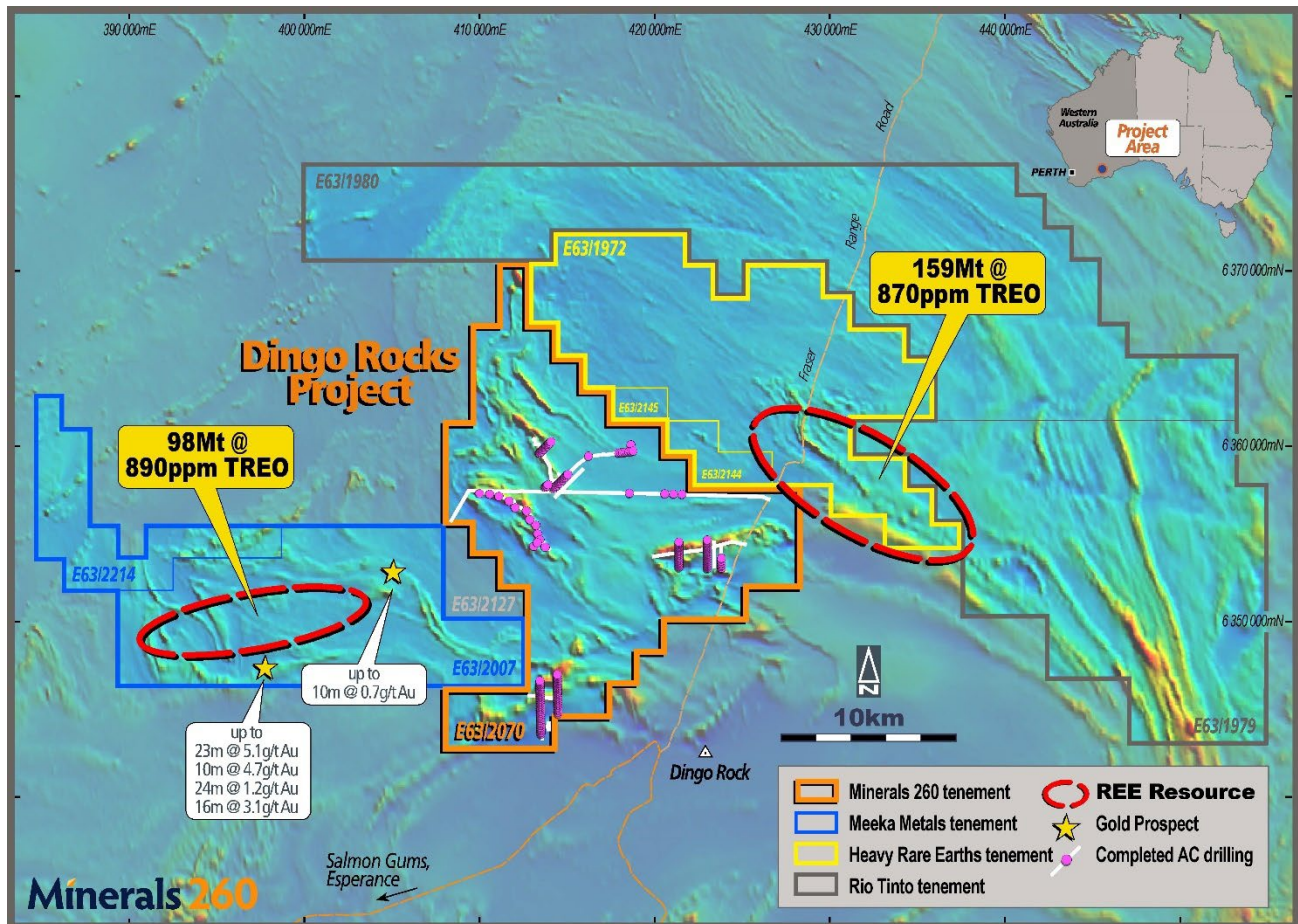 390 000mE
400 000mE
410 000mE
420 000mE
430 000mE
440 000mE
Western
Australia
Project
Area
PERTH
E63/1980
Road
Range
Fraser
E63/1972
159Mt @
870ppm TREO
6 370 000mN
Dingo Rocks
Project
E63/2145
E63/2144
6 360 000mN
98Mt @
890ppm TREO
E63/2214
E63/2127
6 350 000mN
E63/2007
up to
10m @ 0.7g/t Au
up to
23m @ 5.1g/t Au
10m @ 4.7g/t Au
24m @ 1.2g/t Au
16m @ 3.1g/t Au
E63/2070
N
10km
E63/1979
Dingo Rock
Minerals 260 tenement
REE Resource
Meeka Metals tenement
Gold Prospect
Heavy Rare Earths tenement
Completed AC drilling
Rio Tinto tenement
Salmon Gums,
Esperance
Minerals 260